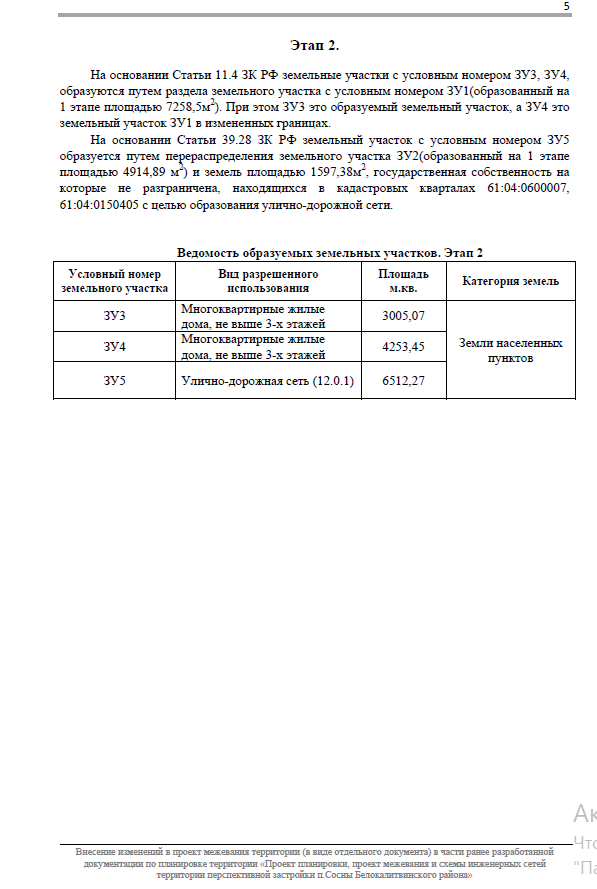 5
Этап 2.
На основании Статьи 11.4 ЗК РФ земельные участки с условным номером ЗУ3, ЗУ4,
образуются путем раздела земельного участка с условным номером ЗУ1(образованный на
1 этапе площадью 7258,5м²). При этом ЗУ3 это образуемый земельный участок, а ЗУ4 это
земельный участок ЗУ1 в измененных границах.
На основании Статьи 39.28 ЗК РФ земельный участок с условным номером ЗУ5
образуется путем перераспределения земельного участка ЗУ2(образованный на 1 этапе
площадью 4914,89 м²) и земель площадью 1597,38м², государственная собственность на
которые не разграничена, находящихся в кадастровых кварталах 61:04:0600007,
61:04:0150405 с целью образования улично-дорожной сети.
Ведомость образуемых земельных участков. Этап 2
Условный номер
земельного участка
Вид разрешенного
использования
Площадь
м.кв.
Категория земель
ЗУ3
Многоквартирные жилые
дома, не выше 3-х этажей
3005,07
ЗУ4
Многоквартирные жилые
дома, не выше 3-х этажей
4253,45
Земли населенных
пунктов
ЗУ5
Улично-дорожная сеть (12.0.1)
6512,27
Внесение изменений в проект межевания территории (в виде отдельного документа) в части ранее разработанной
документации по планировке территории «Проект планировки, проект межевания и схемы инженерных сетей
территории перспективной застройки п.Сосны Белокалитвинского района»